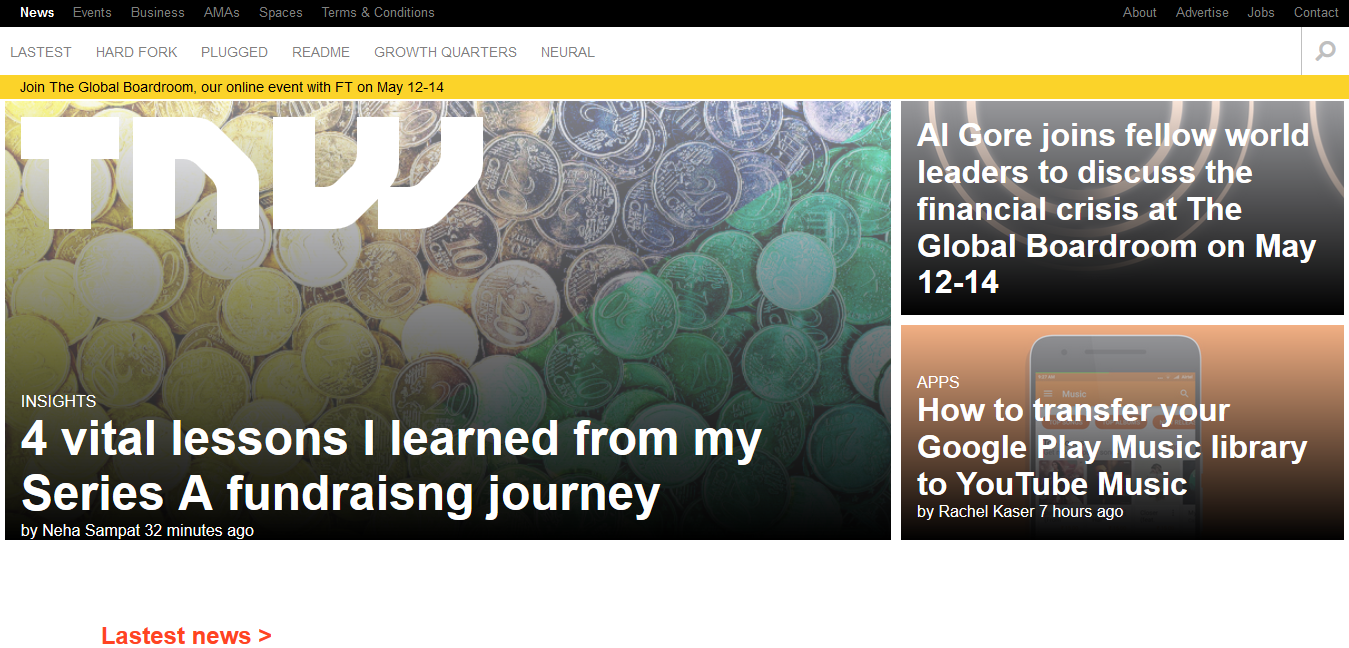 News Events Business AMAs Spaces Terms & Conditions About Advertise Jobs Contact
LASTEST HARD FORK PLUGGED README GROWTH QUARTERS NEURAL
Join The Global Boardroom, our online event with FT on May 12-14
TNW
INSIGHTS
4 vital lessons I learned from my
Series A fundraisng journey
by Neha Sampat 32 minutes ago
Al Gore joins fellow world
leaders to discuss the
financial crisis at The
Global Boardroom on May
12-14
APPS
Music
How to transfer your
Google Play Music library
to YouTube Music
by Rachel Kaser 7 hours ago
Lastest news >